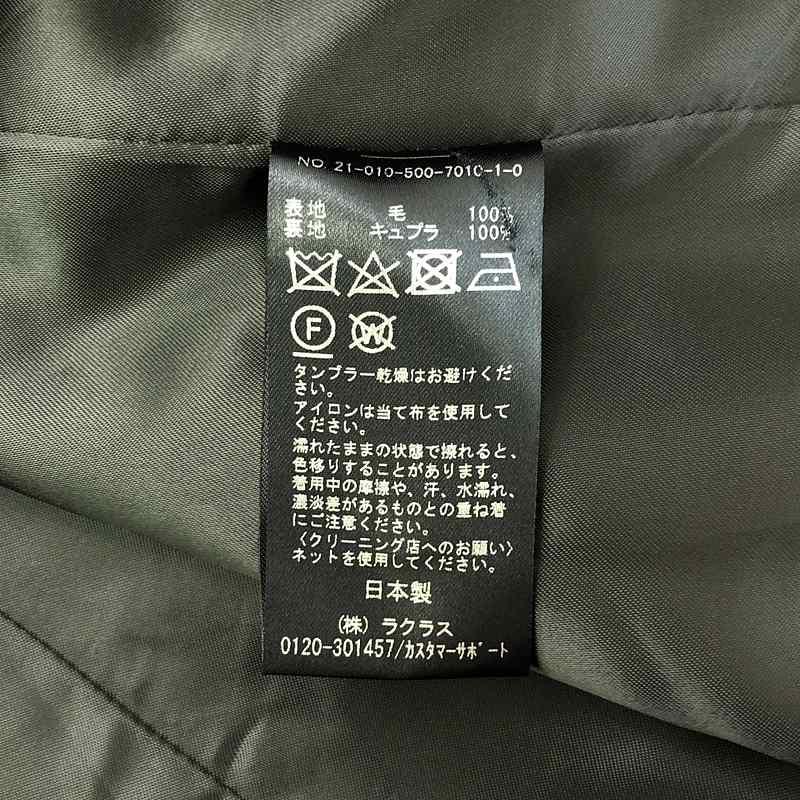 NO. 21-010-500-7010-1-0
表地 毛 100%
裏地 キュプラ 100%
F W
タンブラー乾燥はお避けくだ
さい。
アイロンは当て布を使用して
ください。
濡れたままの状態で擦れると、
色移りすることがあります。
着用中の摩擦や、汗、水濡れ、
濃淡差があるものとの重ね着
にご注意ください。
〈クリーニング店へのお願い〉
ネットを使用してください。
日本製
(株) ラクラス
0120-301457/カスタマーサポート